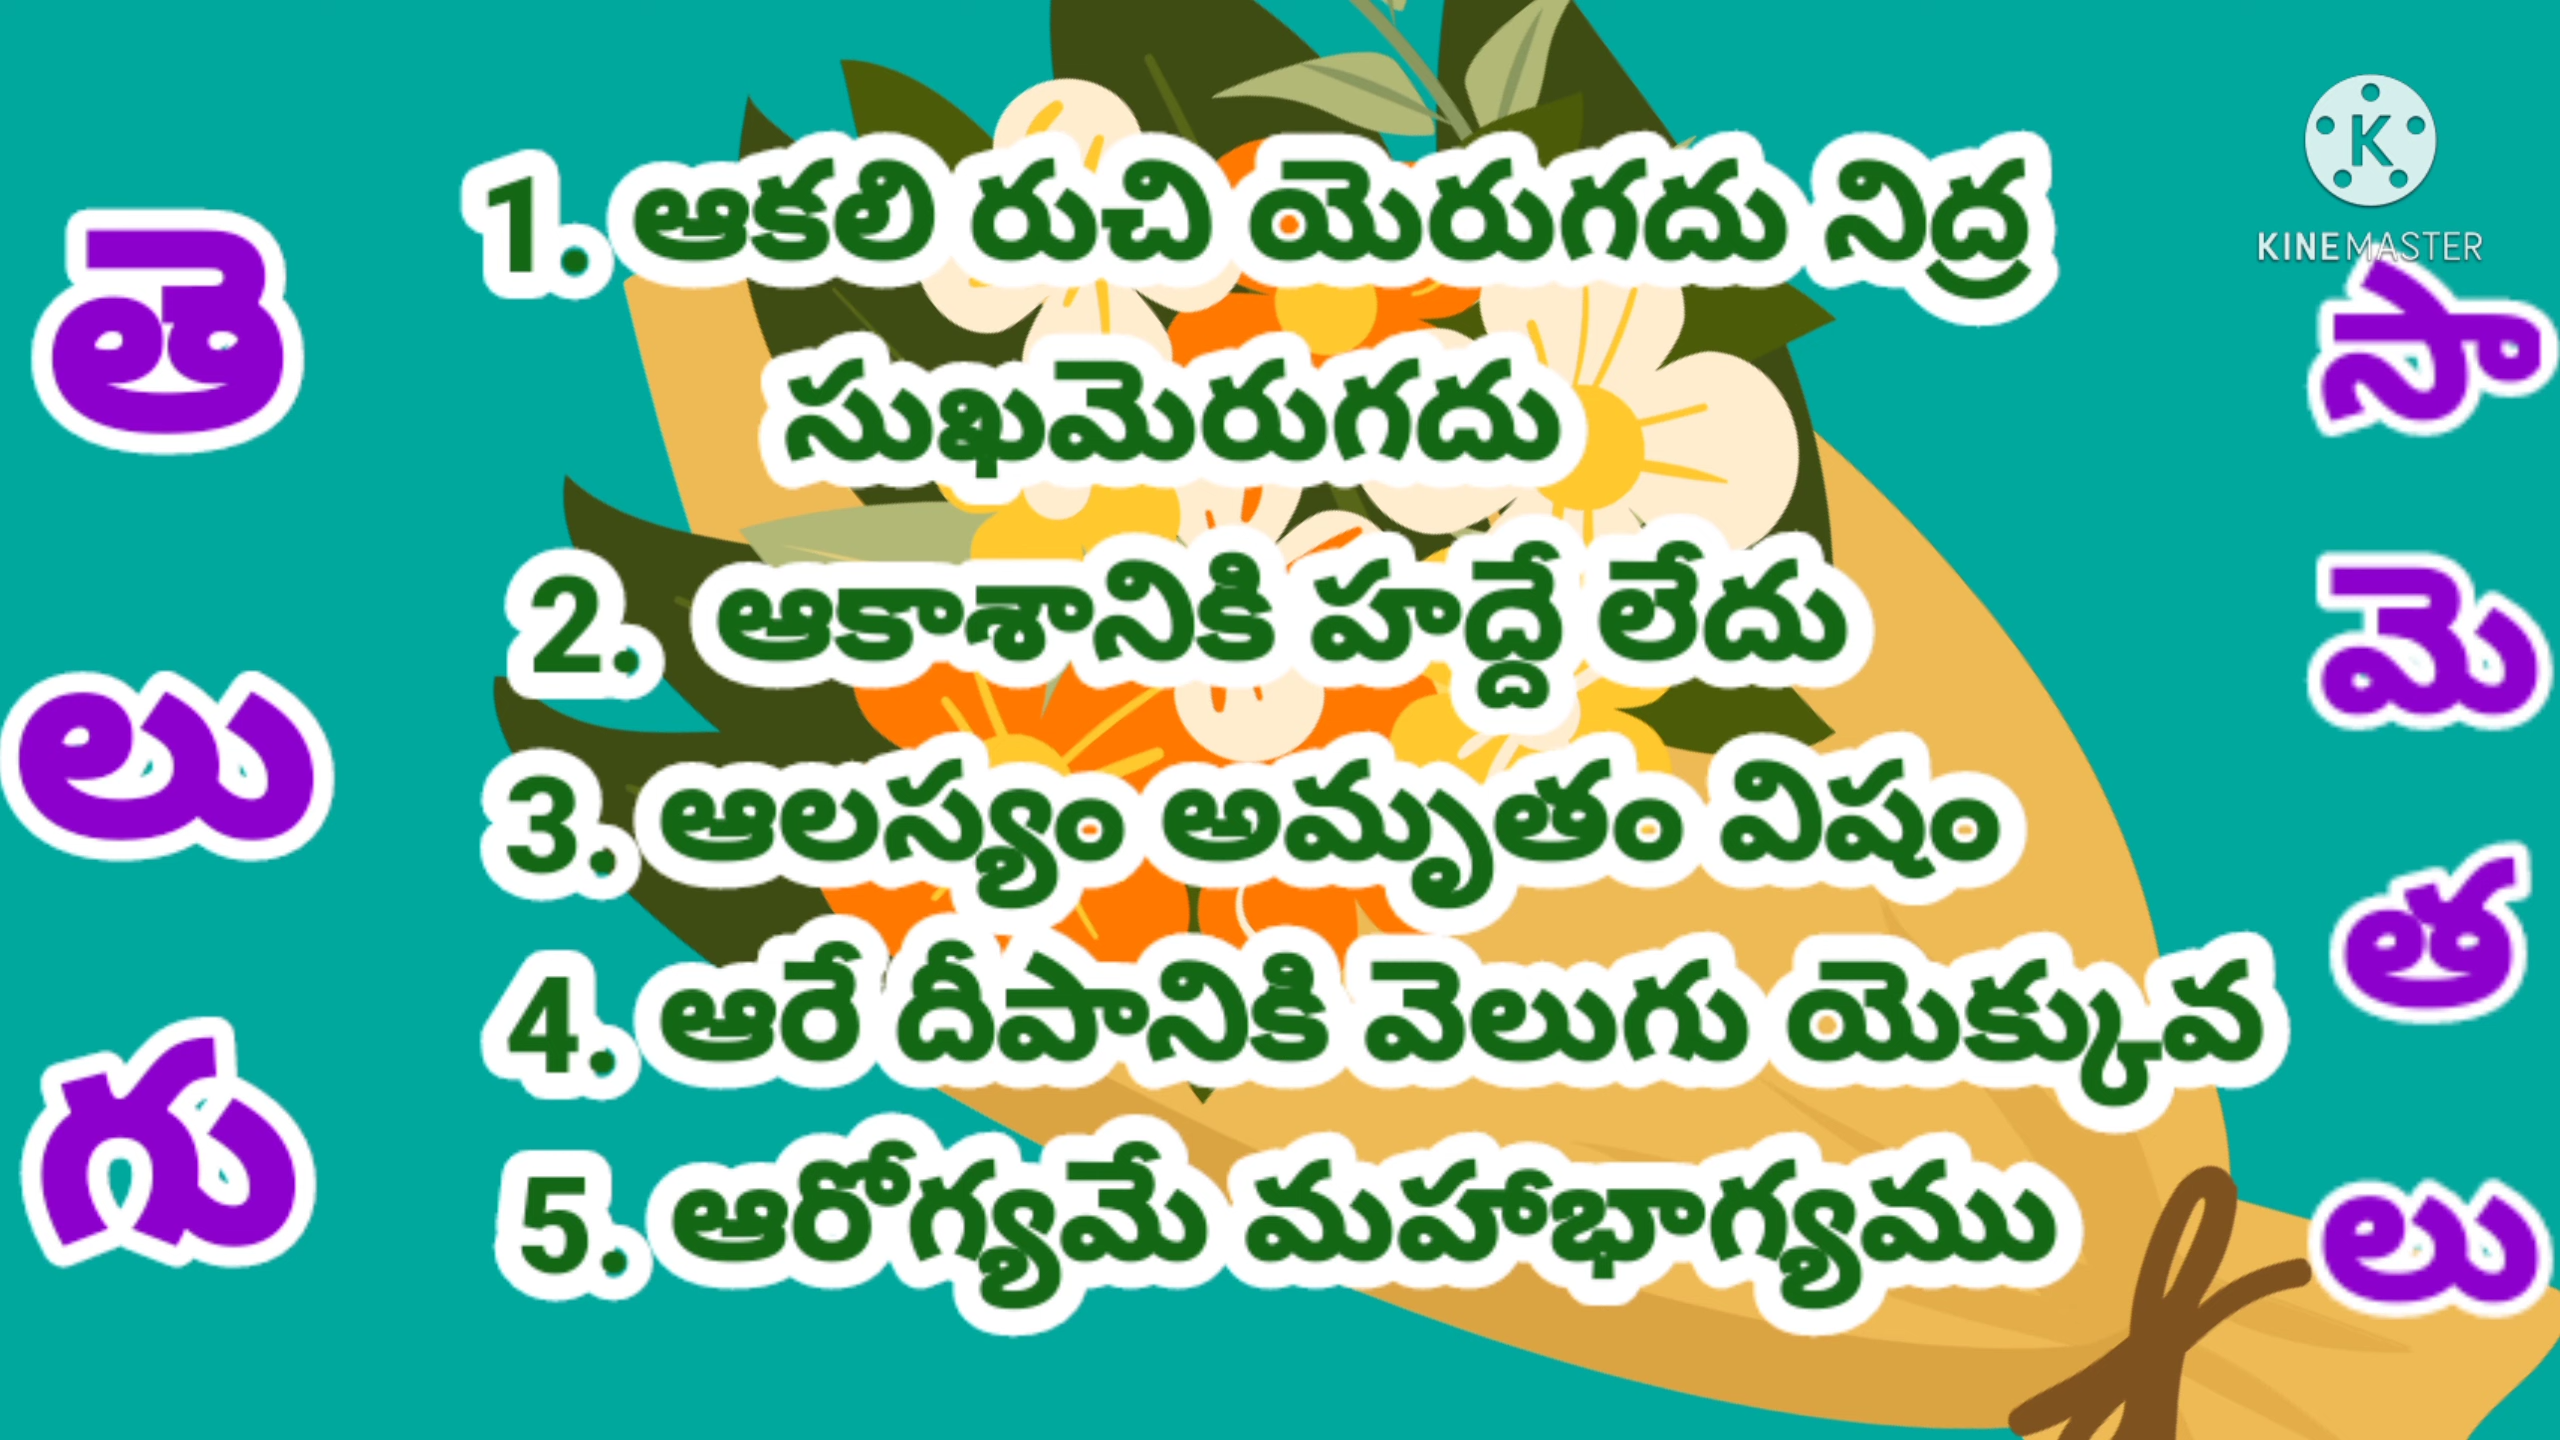 తెలుగు
1. ఆకలి రుచి యెరుగదు నిద్ర
సుఖమెరుగదు
2. ఆకాశానికి హద్దే లేదు
3. ఆలస్యం అమృతం విషం
4. ఆరే దీపానికి వెలుగు యెక్కువ
5. ఆరోగ్యమే మహాభాగ్యము
సామెతలు
KINEMASTER